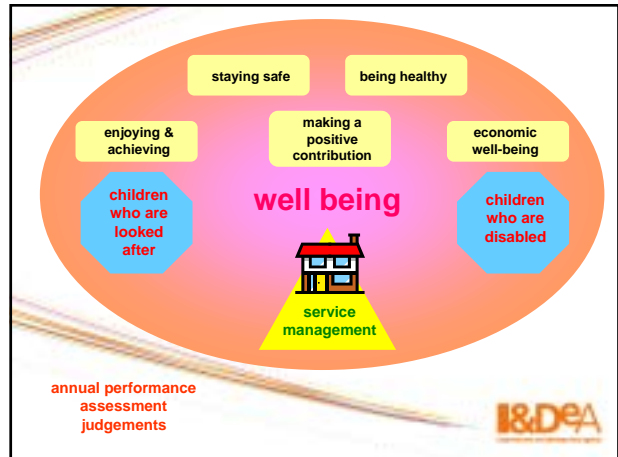 staying safe
being healthy
enjoying &
achieving
making a
positive
contribution
economic
well-being
children
who are
looked
after
well being
children
who are
disabled
service
management
annual performance
assessment
judgements
I&DeA